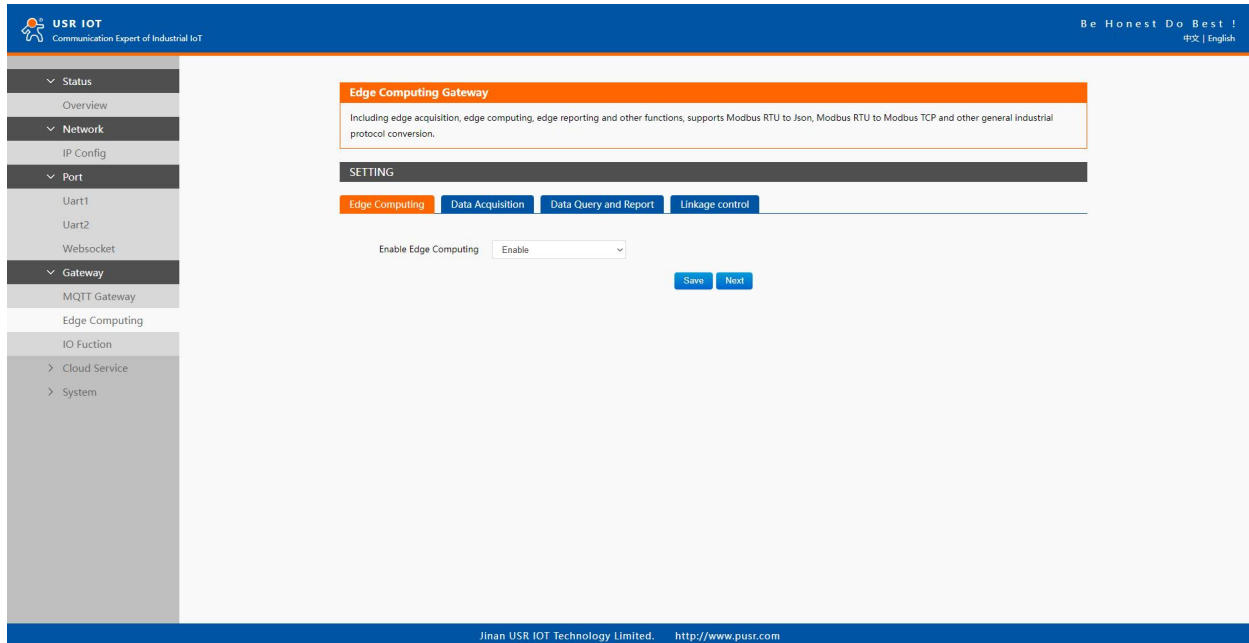 USR IOT
Communication Expert of Industrial IoT
Be Honest Do Best !
中文 | English
Status
Overview
Network
IP Config
Port
Uart1
Uart2
Websocket
Gateway
MQTT Gateway
Edge Computing
IO Fuction
Cloud Service
System
Edge Computing Gateway
Including edge acquisition, edge computing, edge reporting and other functions, supports Modbus RTU to Json, Modbus RTU to Modbus TCP and other general industrial
protocol conversion.
SETTING
Edge Computing Data Acquisition Data Query and Report Linkage control
Enable Edge Computing Enable
Save Next
Jinan USR IOT Technology Limited. http://www.pusr.com